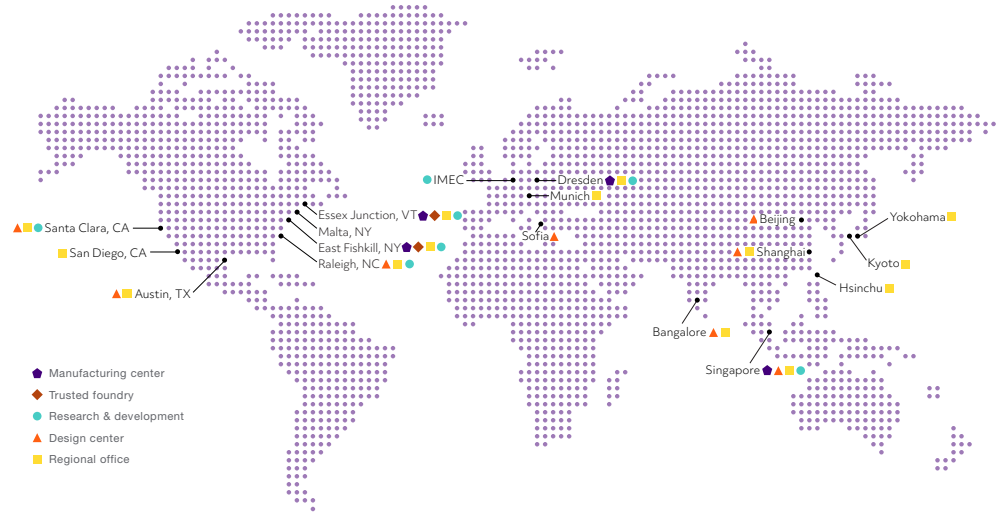 IMEC
Dresden
Munich
Essex Junction, VT
Malta, NY
East Fishkill, NY
Raleigh, NC
Santa Clara, CA
San Diego, CA
Austin, TX
Sofia
Beijing
Shanghai
Yokohama
Kyoto
Hsinchu
Bangalore
Singapore
Manufacturing center
Trusted foundry
Research & development
Design center
Regional office